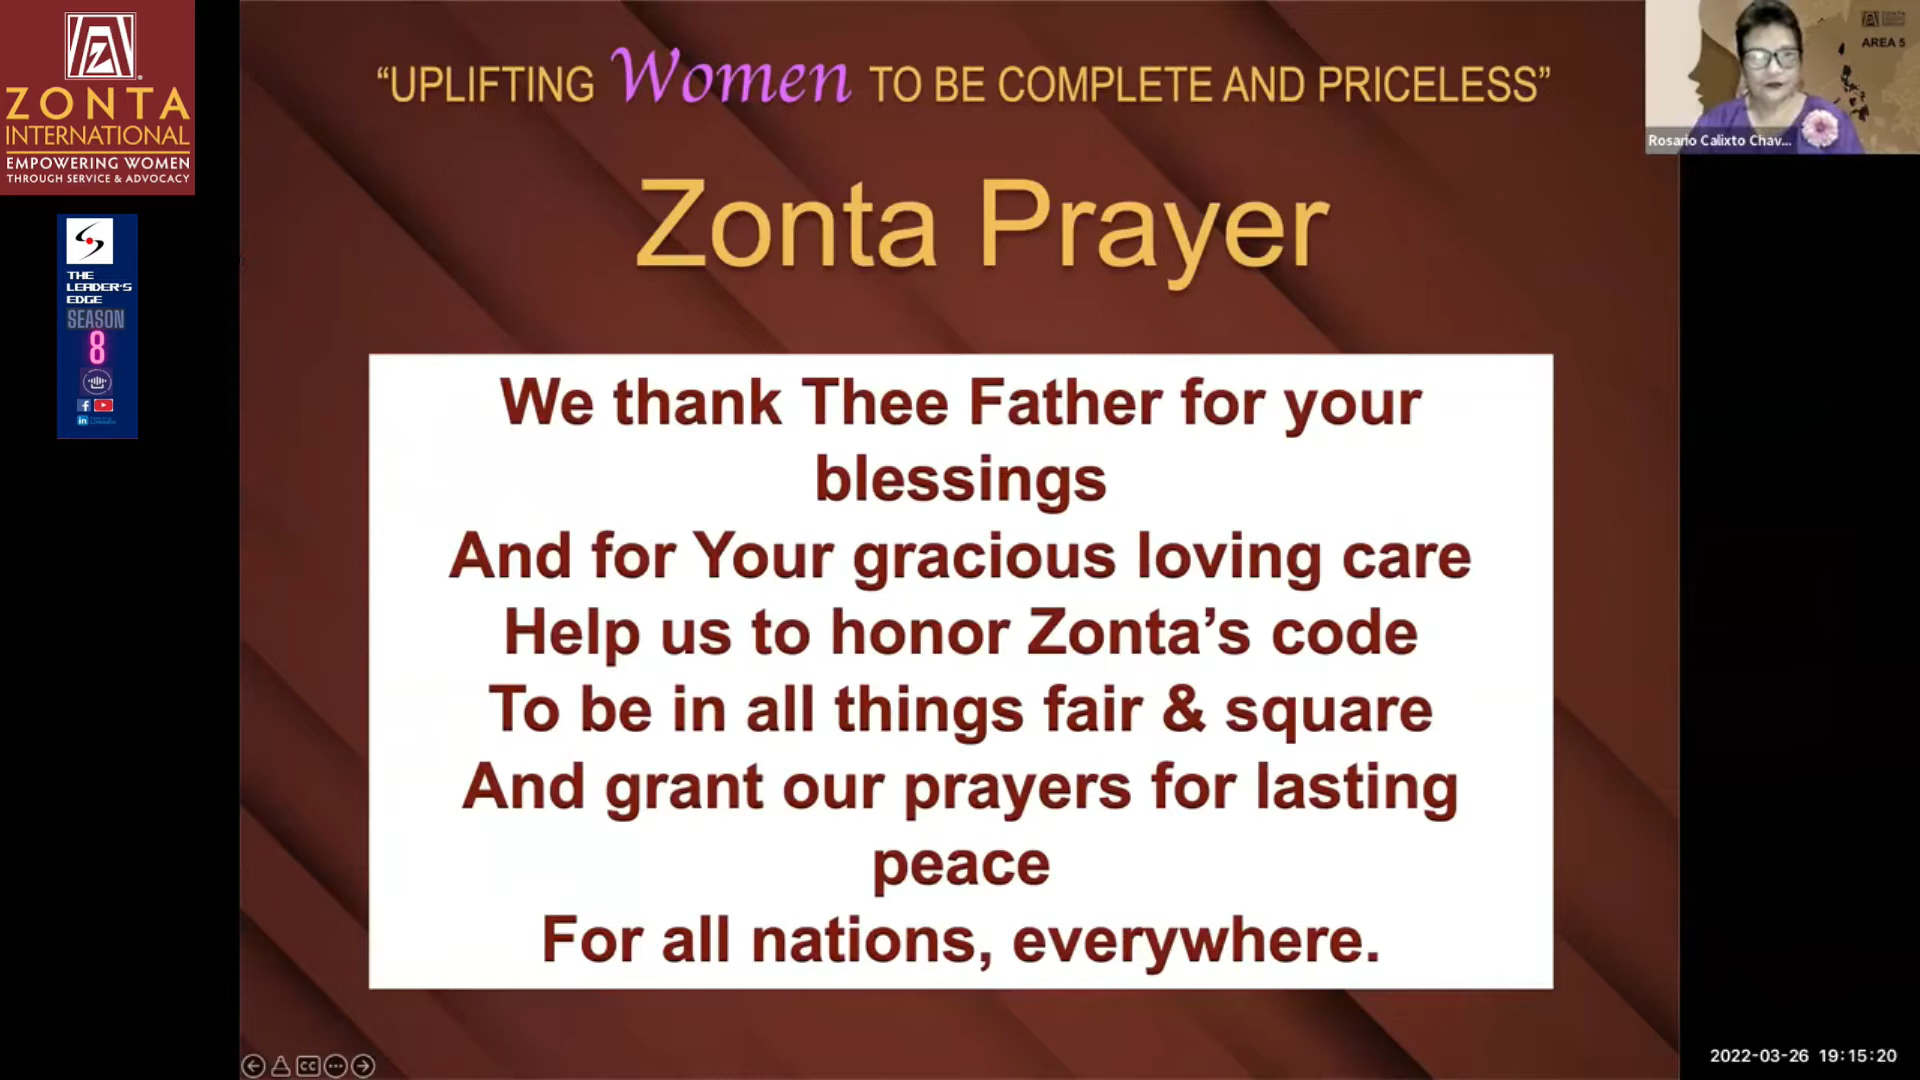 ZONTA
INTERNATIONAL
EMPOWERING WOMEN
THROUGH SERVICE & ADVOCACY
THE
LEADER'S
EDGE
SEASON
8
“UPLIFTING Women TO BE COMPLETE AND PRICELESS”
Zonta Prayer
We thank Thee Father for your
blessings
And for Your gracious loving care
Help us to honor Zonta’s code
To be in all things fair & square
And grant our prayers for lasting
peace
For all nations, everywhere.
AREA 5
Rosario Calixto Chav...
CC
2022-03-26 19:15:20